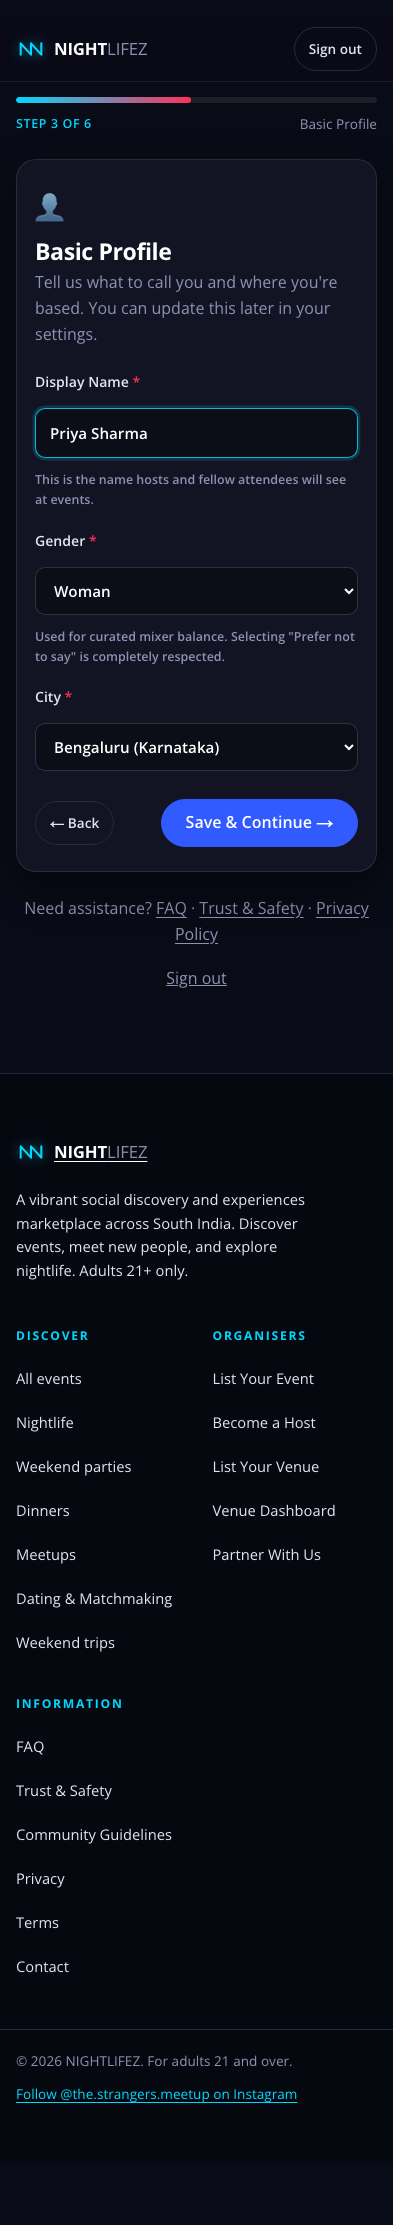 NIGHTLIFEZ
Sign out
STEP 3 OF 6
Basic Profile
Basic Profile
Tell us what to call you and where you're
based. You can update this later in your
settings.
Display Name *
Priya Sharma
This is the name hosts and fellow attendees will see
at events.
Gender *
Woman
Used for curated mixer balance. Selecting "Prefer not
to say" is completely respected.
City *
Bengaluru (Karnataka)
← Back
Save & Continue →
Need assistance? FAQ · Trust & Safety · Privacy
Policy
Sign out
NIGHTLIFEZ
A vibrant social discovery and experiences
marketplace across South India. Discover
events, meet new people, and explore
nightlife. Adults 21+ only.
DISCOVER
All events
Nightlife
Weekend parties
Dinners
Meetups
Dating & Matchmaking
Weekend trips
ORGANISERS
List Your Event
Become a Host
List Your Venue
Venue Dashboard
Partner With Us
INFORMATION
FAQ
Trust & Safety
Community Guidelines
Privacy
Terms
Contact
© 2026 NIGHTLIFEZ. For adults 21 and over.
Follow @the.strangers.meetup on Instagram